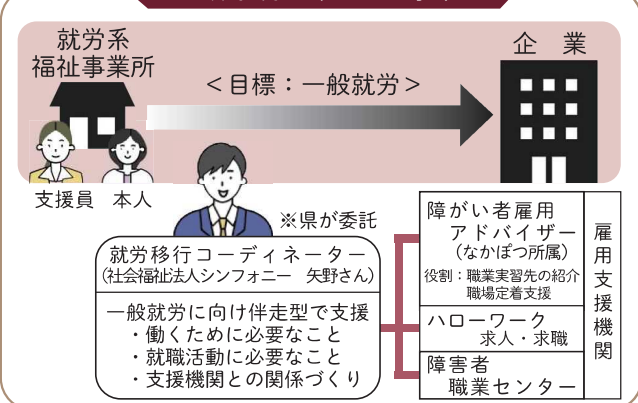 就労系
福祉事業所
<目標：一般就労>
企業
支援員 本人
※県が委託
就労移行コーディネーター
(社会福祉法人シンフォニー 矢野さん)
一般就労に向け伴走型で支援
・働くために必要なこと
・就職活動に必要なこと
・支援機関との関係づくり
障がい者雇用
アドバイザー
(なかぽつ所属)
役割：職業実習先の紹介
職場定着支援
ハローワーク
求人・求職
障害者
職業センター
雇用支援機関